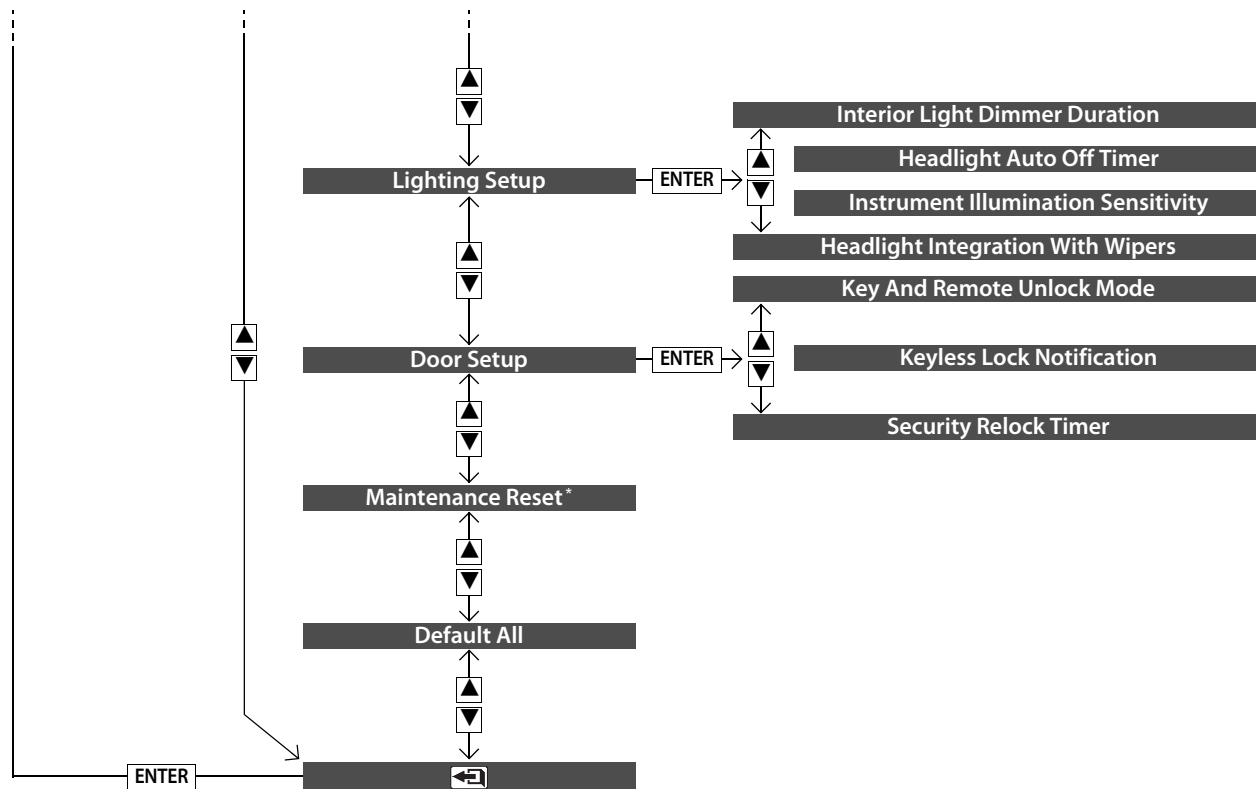 Interior Light Dimmer Duration
Headlight Auto Off Timer
Lighting Setup
ENTER
Instrument Illumination Sensitivity
Headlight Integration With Wipers
Key And Remote Unlock Mode
Door Setup
ENTER
Keyless Lock Notification
Security Relock Timer
Maintenance Reset*
Default All
ENTER